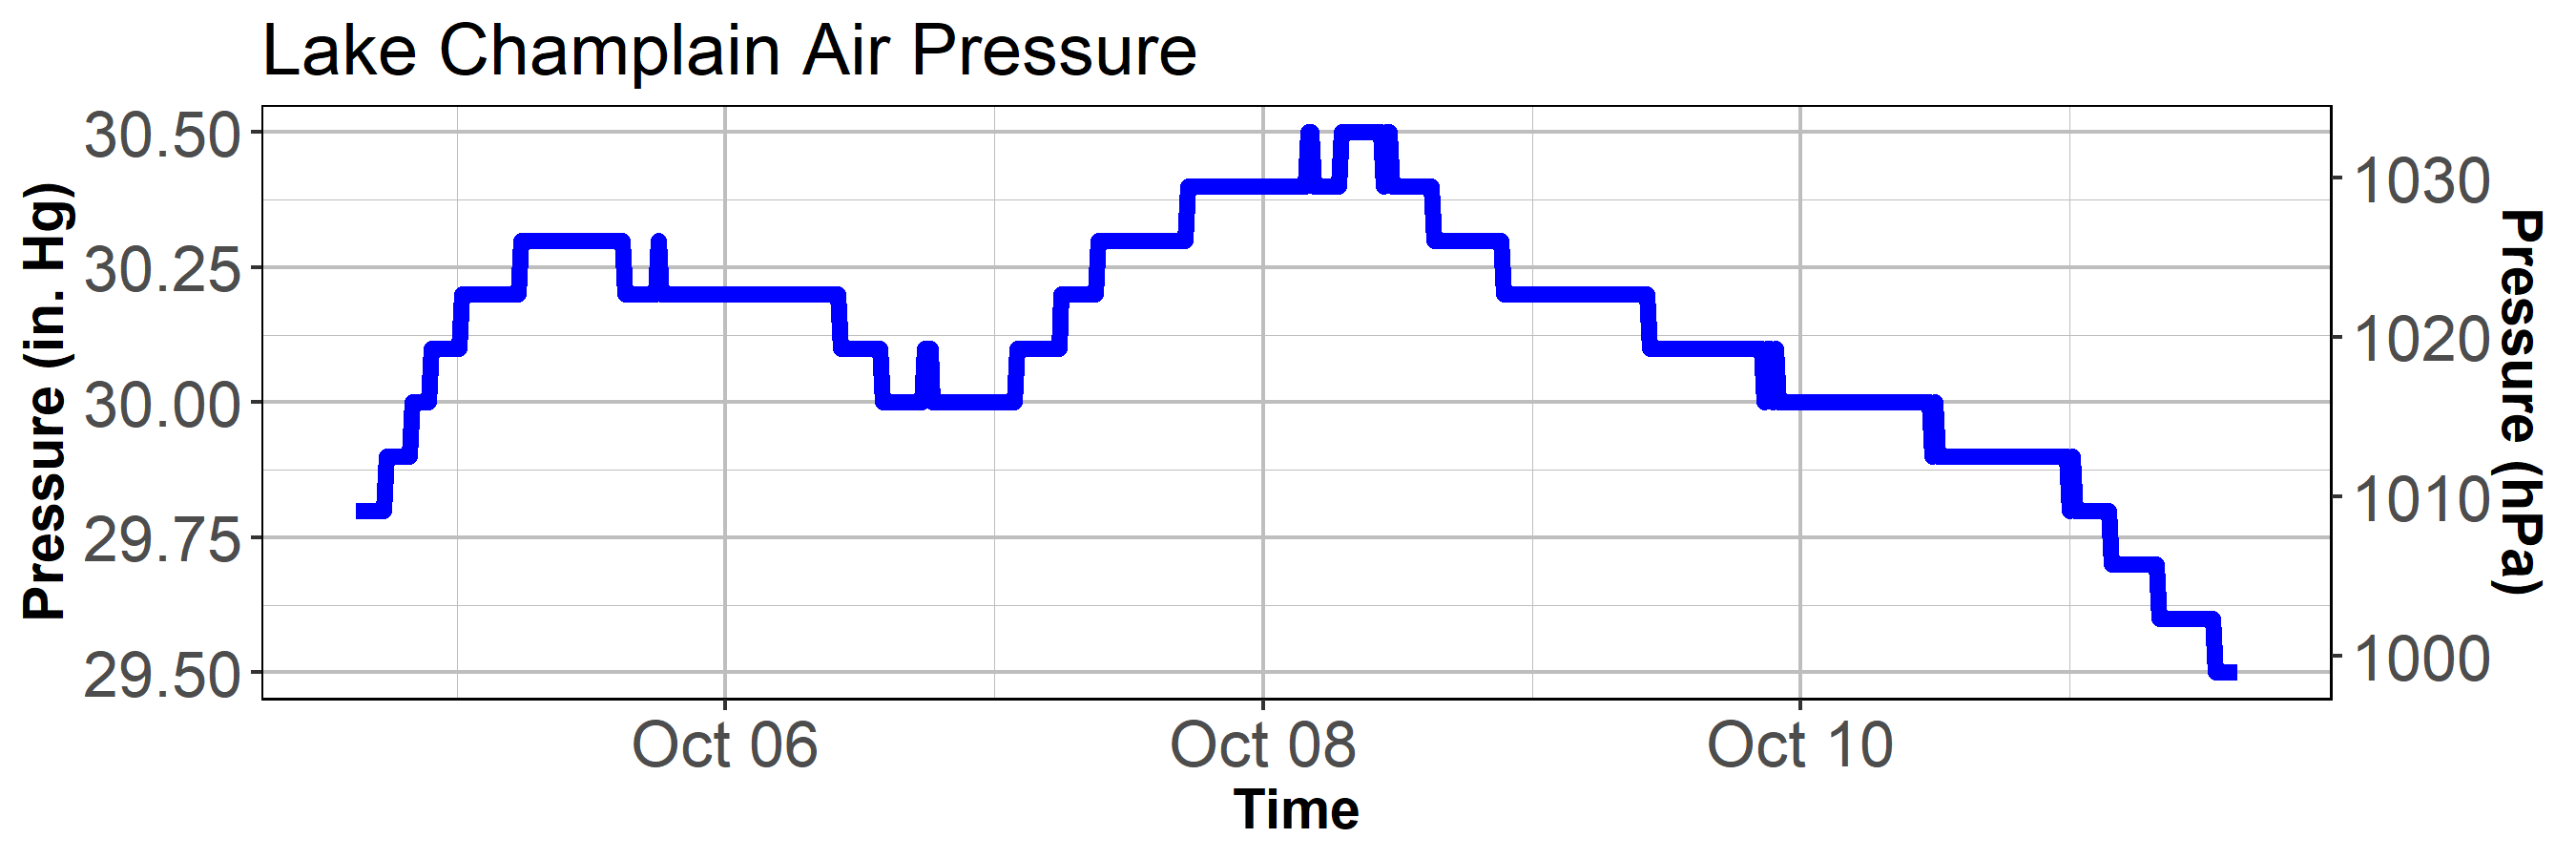 Lake Champlain Air Pressure
Pressure (in. Hg)
30.50
30.25
30.00
29.75
29.50
1030
1020
1010
1000
Pressure (hPa)
Oct 06 Oct 08 Oct 10
Time